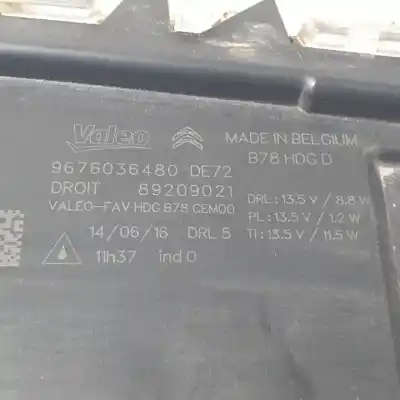 Valeo MADE IN BELGIUM
9676036480 DE72 B78 HDG D
DROIT 89209021 DRL: 13.5 V / 8.8 W
VALEO-FAV HDG B78 CEM00 PL: 13.5 V / 1.2 W
14/06/16 DRL 5 TI: 13.5 V / 11.5 W
11h37 ind 0